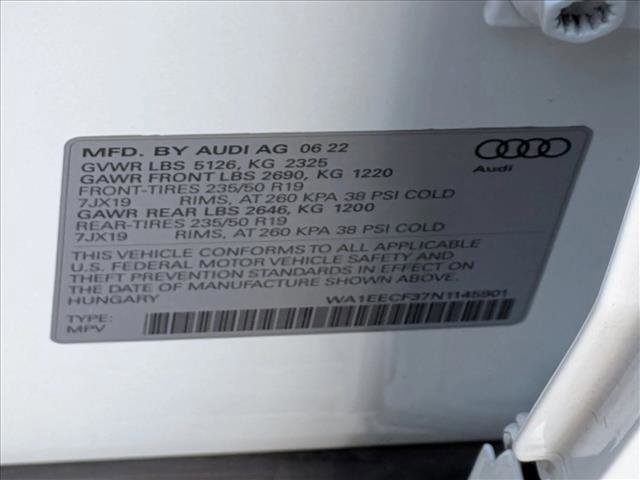 MFD. BY AUDI AG 06 22
GVWR LBS 5126, KG 2325
GAWR FRONT LBS 2690, KG 1220
FRONT-TIRES 235/50 R19
7JX19 RIMS, AT 260 KPA 38 PSI COLD
GAWR REAR LBS 2646, KG 1200
REAR-TIRES 235/50 R19
7JX19 RIMS, AT 260 KPA 38 PSI COLD
Audi
THIS VEHICLE CONFORMS TO ALL APPLICABLE
U.S. FEDERAL MOTOR VEHICLE SAFETY AND
THEFT PREVENTION STANDARDS IN EFFECT ON
THE DATE OF MANUFACTURE SHOWN ABOVE.
HUNGARY WA1EECF37N1145901
TYPE:
MPV